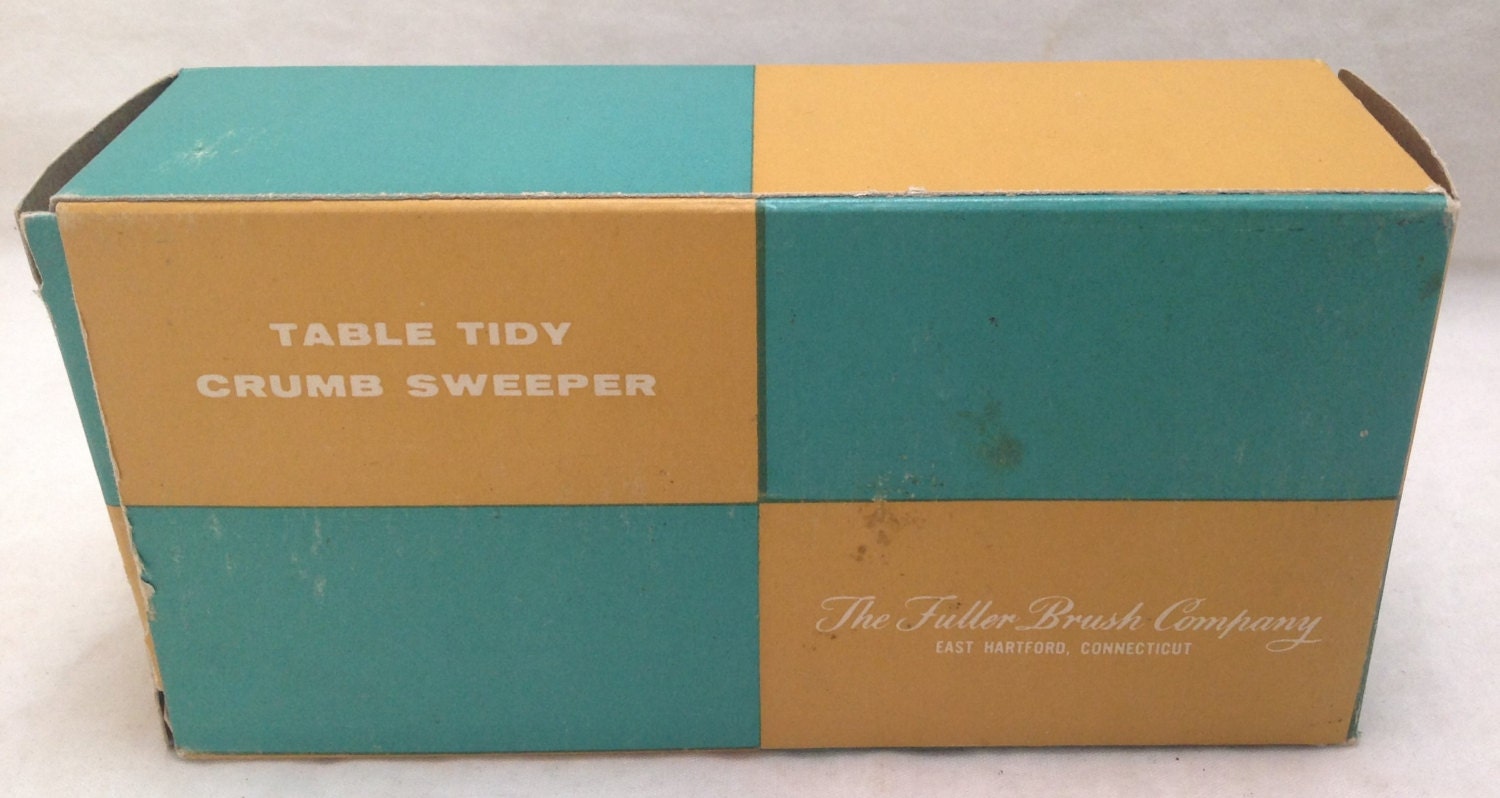 TABLE TIDY
CRUMB SWEEPER
The Fuller Brush Company
EAST HARTFORD, CONNECTICUT